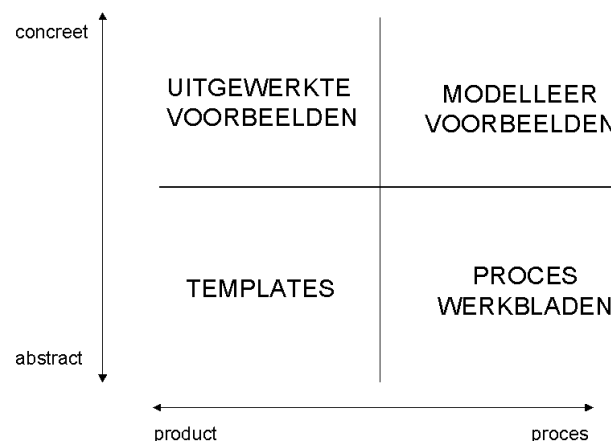 concreet
UITGEWERKTE
VOORBEELDEN
MODELLEER
VOORBEELDEN
TEMPLATES
PROCES
WERKBLADEN
abstract
product
proces